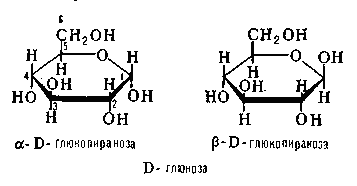 6
CH₂OH CH₂OH
H 5 O H H O OH
H H
4 OH H 1 OH H
HO 3 2 OH HO H
H OH H OH
α-D-глюкопираноза β-D-глюкопираноза
D-глюкоза